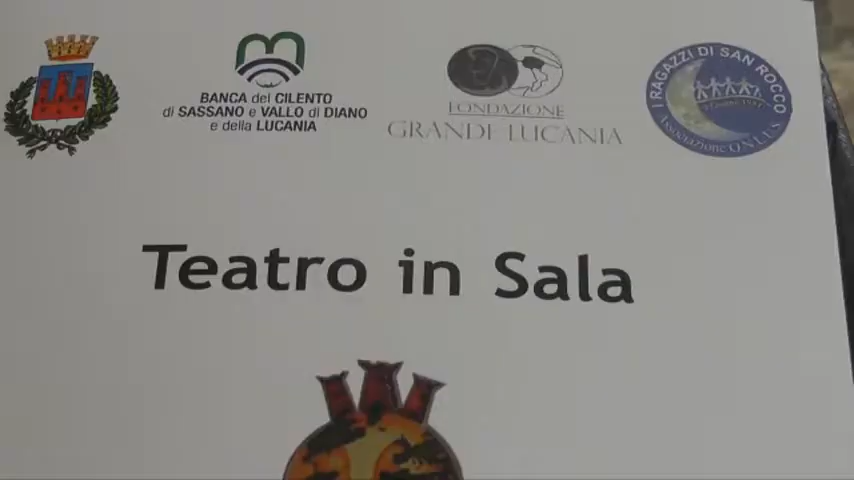 BANCA del CILENTO
di SASSANO e VALLO di DIANO
e della LUCANIA
FONDAZIONE
GRANDE LUCANIA
I RAGAZZI DI SAN ROCCO
Associazione ONLUS
Teatro in Sala